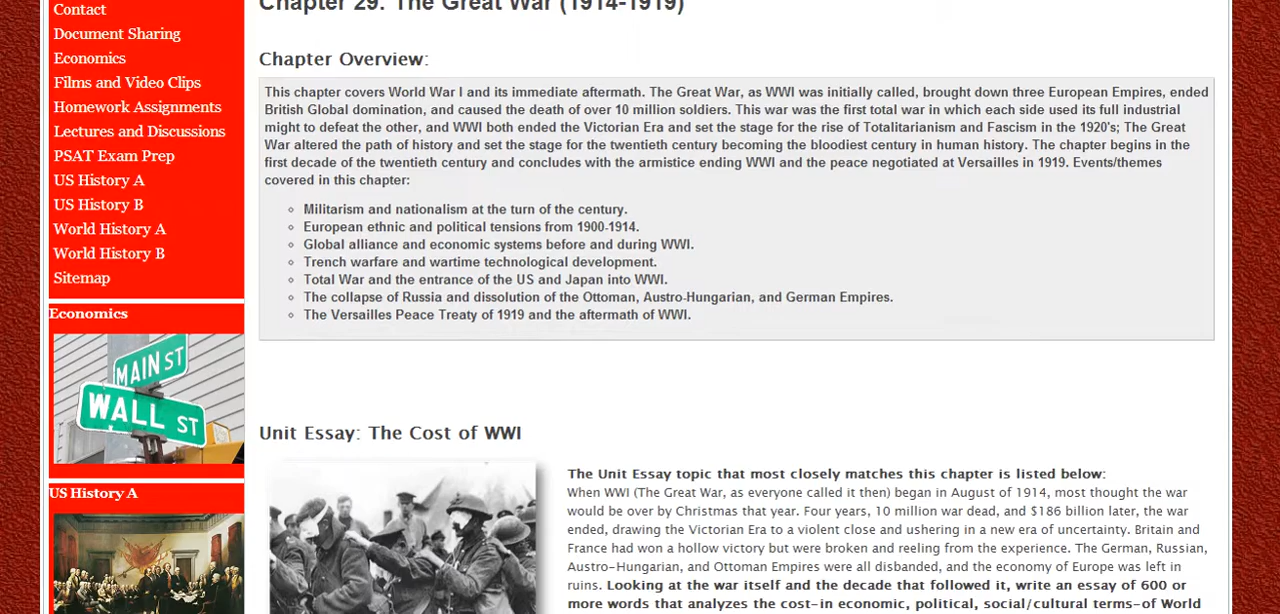 Contact
Document Sharing
Economics
Films and Video Clips
Homework Assignments
Lectures and Discussions
PSAT Exam Prep
US History A
US History B
World History A
World History B
Sitemap
Economics
MAIN ST
WALL ST
US History A
Chapter 29: The Great War (1914-1919)
Chapter Overview:
This chapter covers World War I and its immediate aftermath. The Great War, as WWI was initially called, brought down three European Empires, ended
British Global domination, and caused the death of over 10 million soldiers. This war was the first total war in which each side used its full industrial
might to defeat the other, and WWI both ended the Victorian Era and set the stage for the rise of Totalitarianism and Fascism in the 1920's; The Great
War altered the path of history and set the stage for the twentieth century becoming the bloodiest century in human history. The chapter begins in the
first decade of the twentieth century and concludes with the armistice ending WWI and the peace negotiated at Versailles in 1919. Events/themes
covered in this chapter:
Militarism and nationalism at the turn of the century.
European ethnic and political tensions from 1900-1914.
Global alliance and economic systems before and during WWI.
Trench warfare and wartime technological development.
Total War and the entrance of the US and Japan into WWI.
The collapse of Russia and dissolution of the Ottoman, Austro-Hungarian, and German Empires.
The Versailles Peace Treaty of 1919 and the aftermath of WWI.
Unit Essay: The Cost of WWI
The Unit Essay topic that most closely matches this chapter is listed below:
When WWI (The Great War, as everyone called it then) began in August of 1914, most thought the war
would be over by Christmas that year. Four years, 10 million war dead, and $186 billion later, the war
ended, drawing the Victorian Era to a violent close and ushering in a new era of uncertainty. Britain and
France had won a hollow victory but were broken and reeling from the experience. The German, Russian,
Austro-Hungarian, and Ottoman Empires were all disbanded, and the economy of Europe was left in
ruins. Looking at the war itself and the decade that followed it, write an essay of 600 or
more words that analyzes the cost-in economic, political, social/cultural terms-of World